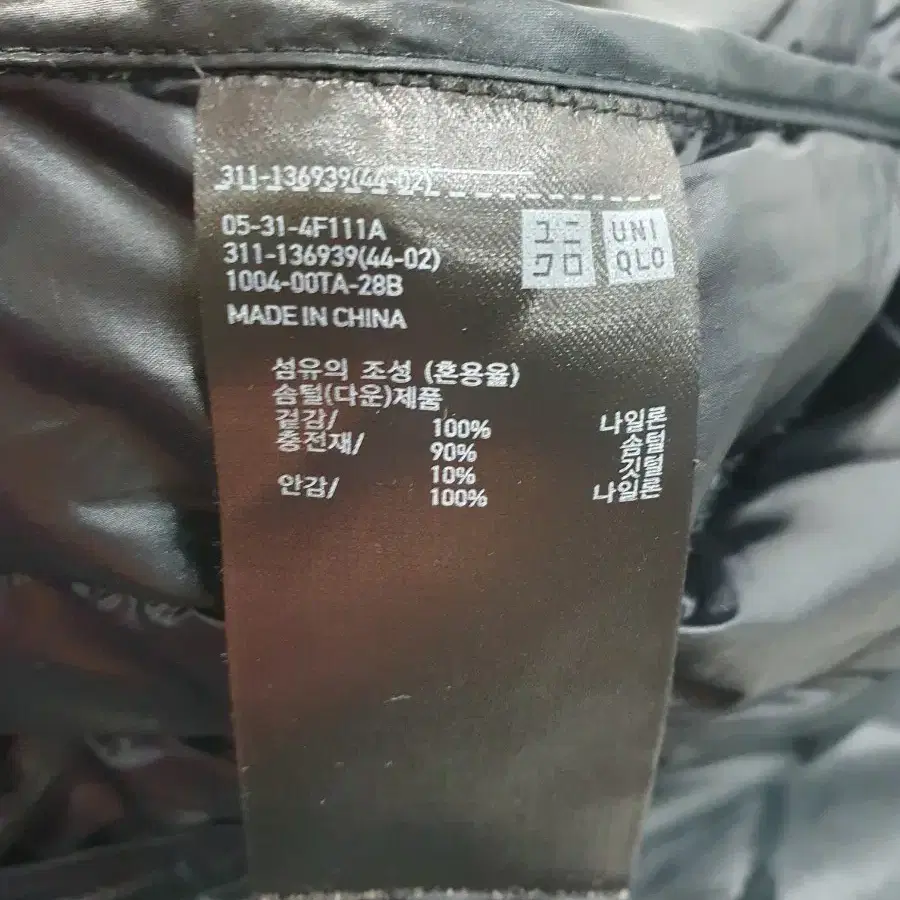 311-136939(44-02)
05-31-4F111A
311-136939(44-02)
1004-00TA-28B
MADE IN CHINA
ユニ
クロ
UNI
QLO
섬유의 조성 (혼용율)
솜털(다운)제품
겉감/ 100% 나일론
충전재/ 90% 솜털
10% 깃털
안감/ 100% 나일론